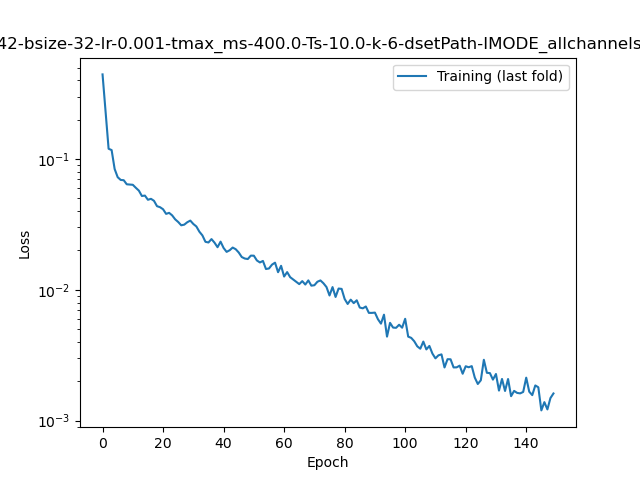 42-bsize-32-lr-0.001-tmax_ms-400.0-Ts-10.0-k-6-dsetPath-IMODE_allchannels
Training (last fold)
10⁻¹
10⁻²
10⁻³
Loss
0 20 40 60 80 100 120 140
Epoch